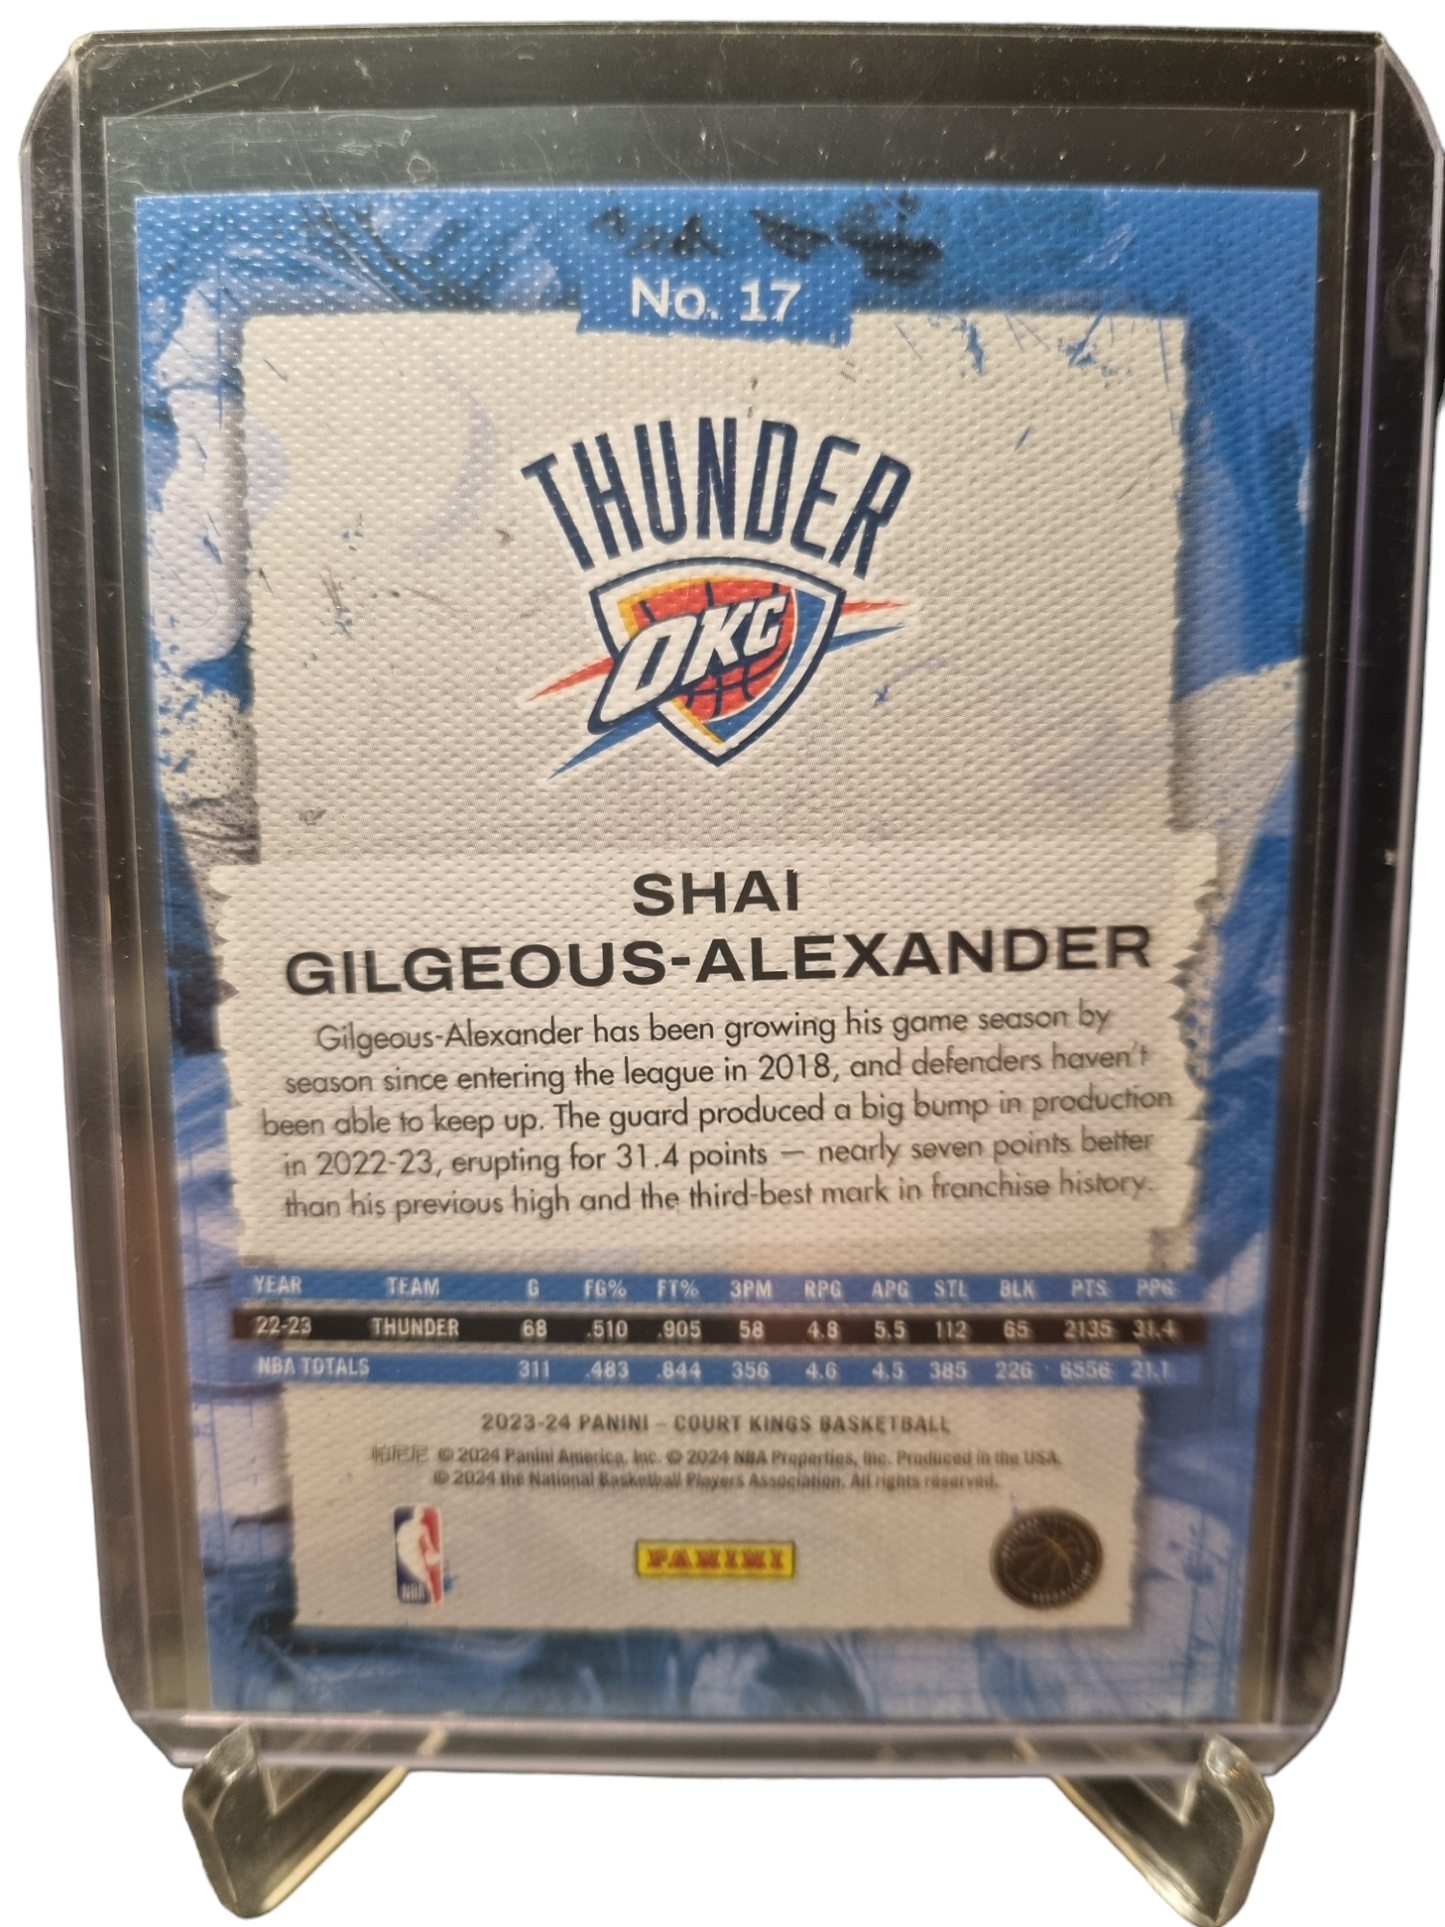 No. 17
THUNDER
OKC
SHAI
GILGEOUS-ALEXANDER
Gilgeous-Alexander has been growing his game season by
season since entering the league in 2018, and defenders haven't
been able to keep up. The guard produced a big bump in production
in 2022-23, erupting for 31.4 points — nearly seven points better
than his previous high and the third-best mark in franchise history.
YEAR TEAM G FG% FT% 3PM RPG APG STL BLK PTS PPG
22-23 THUNDER 68 .510 .905 58 4.8 5.5 112 65 2135 31.4
NBA TOTALS 311 .483 .844 356 4.6 4.5 385 226 6556 21.1
2023-24 PANINI – COURT KINGS BASKETBALL
帕尼尼 © 2024 Panini America, Inc. © 2024 NBA Properties, Inc. Produced in the USA.
© 2024 the National Basketball Players Association. All rights reserved.
NBA
PANINI